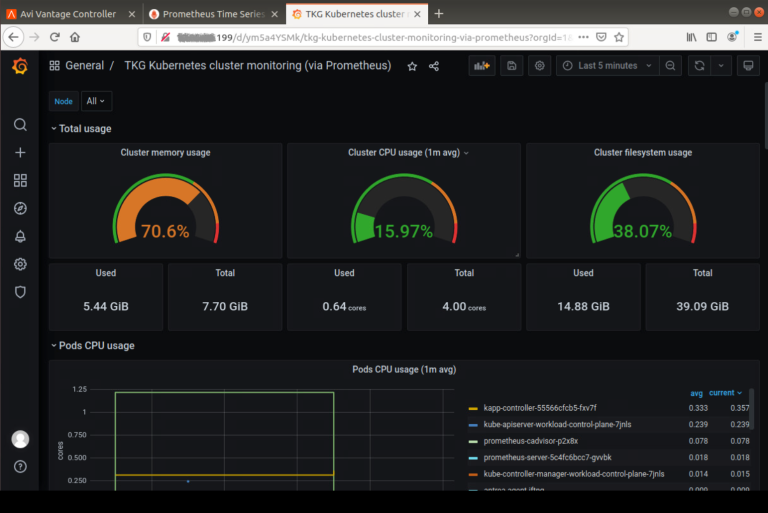 Avi Vantage Controller
Prometheus Time Series
TKG Kubernetes cluster
.199/d/ym5a4YSMk/tkg-kubernetes-cluster-monitoring-via-prometheus?orgId=1
General / TKG Kubernetes cluster monitoring (via Prometheus)
Last 5 minutes
Node All
Total usage
Cluster memory usage
70.6%
Cluster CPU usage (1m avg)
15.97%
Cluster filesystem usage
38.07%
Used
5.44 GiB
Total
7.70 GiB
Used
0.64 cores
Total
4.00 cores
Used
14.88 GiB
Total
39.09 GiB
Pods CPU usage
Pods CPU usage (1m avg)
cores
1.25
1
0.750
0.500
0.250
avg current
kapp-controller-55566cfcb5-fxv7f 0.333 0.357
kube-apiserver-workload-control-plane-7jnls 0.239 0.239
prometheus-cadvisor-p2x8x 0.078 0.078
prometheus-server-5c4fc6bcc7-gvvbk 0.018 0.018
kube-controller-manager-workload-control-plane-7jnls 0.014 0.015